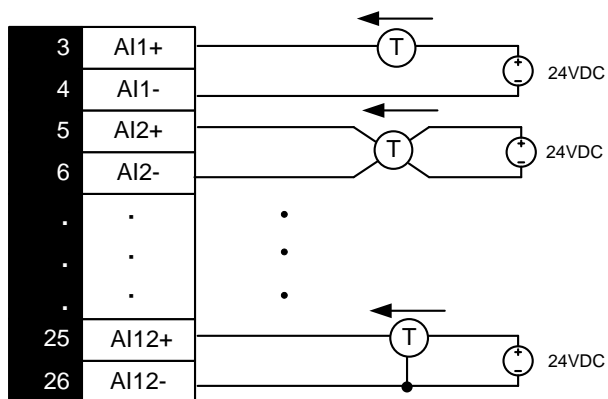 3 AI1+ T 24VDC
4 AI1-
5 AI2+ T 24VDC
6 AI2-
. .
. .
. .
25 AI12+ T 24VDC
26 AI12-